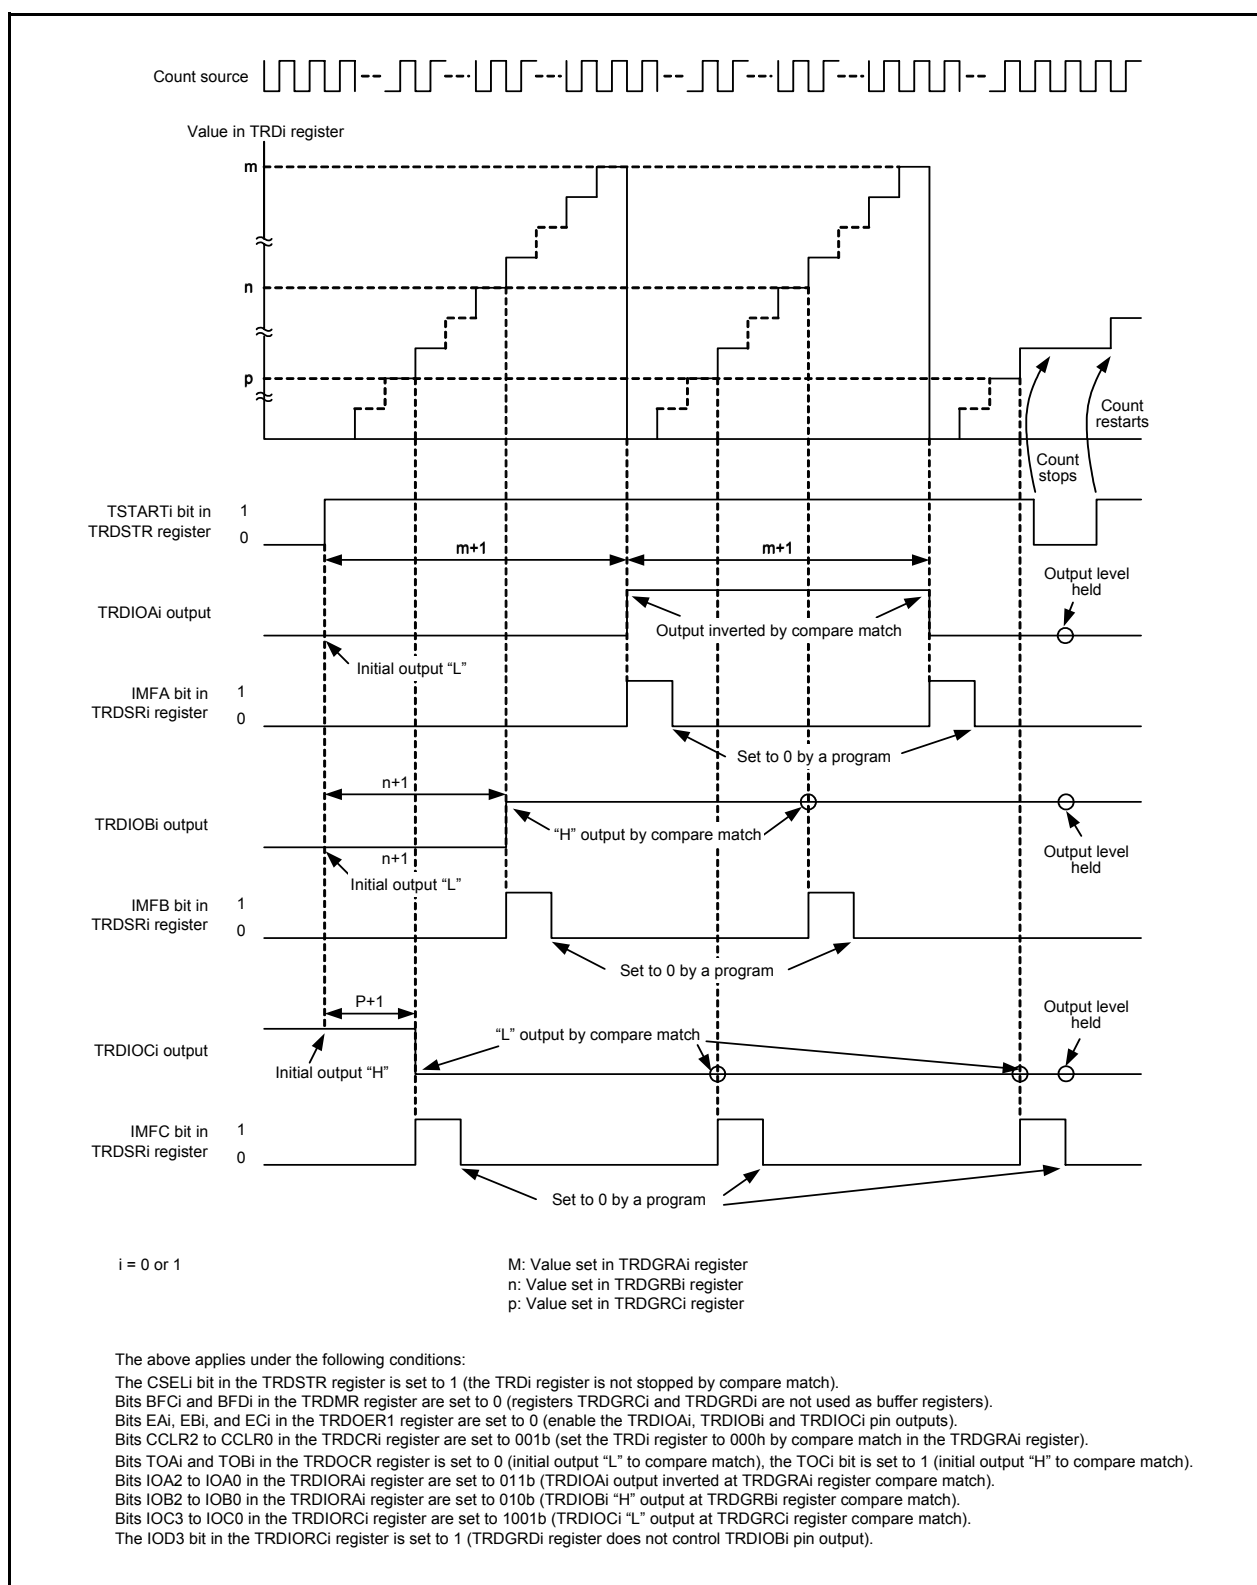 Count source
Value in TRDi register
m
n
p
Count
restarts
Count
stops
TSTARTi bit in
TRDSTR register
1
0
m+1
m+1
Output level
held
TRDIOAi output
Output inverted by compare match
Initial output “L”
IMFA bit in
TRDSRi register
1
0
Set to 0 by a program
n+1
TRDIOBi output
“H” output by compare match
n+1
Output level
held
Initial output “L”
IMFB bit in
TRDSRi register
1
0
Set to 0 by a program
P+1
Output level
held
“L” output by compare match
TRDIOCi output
Initial output “H”
IMFC bit in
TRDSRi register
1
0
Set to 0 by a program
i = 0 or 1
M: Value set in TRDGRAi register
n: Value set in TRDGRBi register
p: Value set in TRDGRCi register
The above applies under the following conditions:
The CSELi bit in the TRDSTR register is set to 1 (the TRDi register is not stopped by compare match).
Bits BFCi and BFDi in the TRDMR register are set to 0 (registers TRDGRCi and TRDGRDi are not used as buffer registers).
Bits EAi, EBi, and ECi in the TRDOER1 register are set to 0 (enable the TRDIOAi, TRDIOBi and TRDIOCi pin outputs).
Bits CCLR2 to CCLR0 in the TRDCRi register are set to 001b (set the TRDi register to 000h by compare match in the TRDGRAi register).
Bits TOAi and TOBi in the TRDOCR register is set to 0 (initial output “L” to compare match), the TOCi bit is set to 1 (initial output “H” to compare match).
Bits IOA2 to IOA0 in the TRDIORAi register are set to 011b (TRDIOAi output inverted at TRDGRAi register compare match).
Bits IOB2 to IOB0 in the TRDIORAi register are set to 010b (TRDIOBi “H” output at TRDGRBi register compare match).
Bits IOC3 to IOC0 in the TRDIORCi register are set to 1001b (TRDIOCi “L” output at TRDGRCi register compare match).
The IOD3 bit in the TRDIORCi register is set to 1 (TRDGRDi register does not control TRDIOBi pin output).